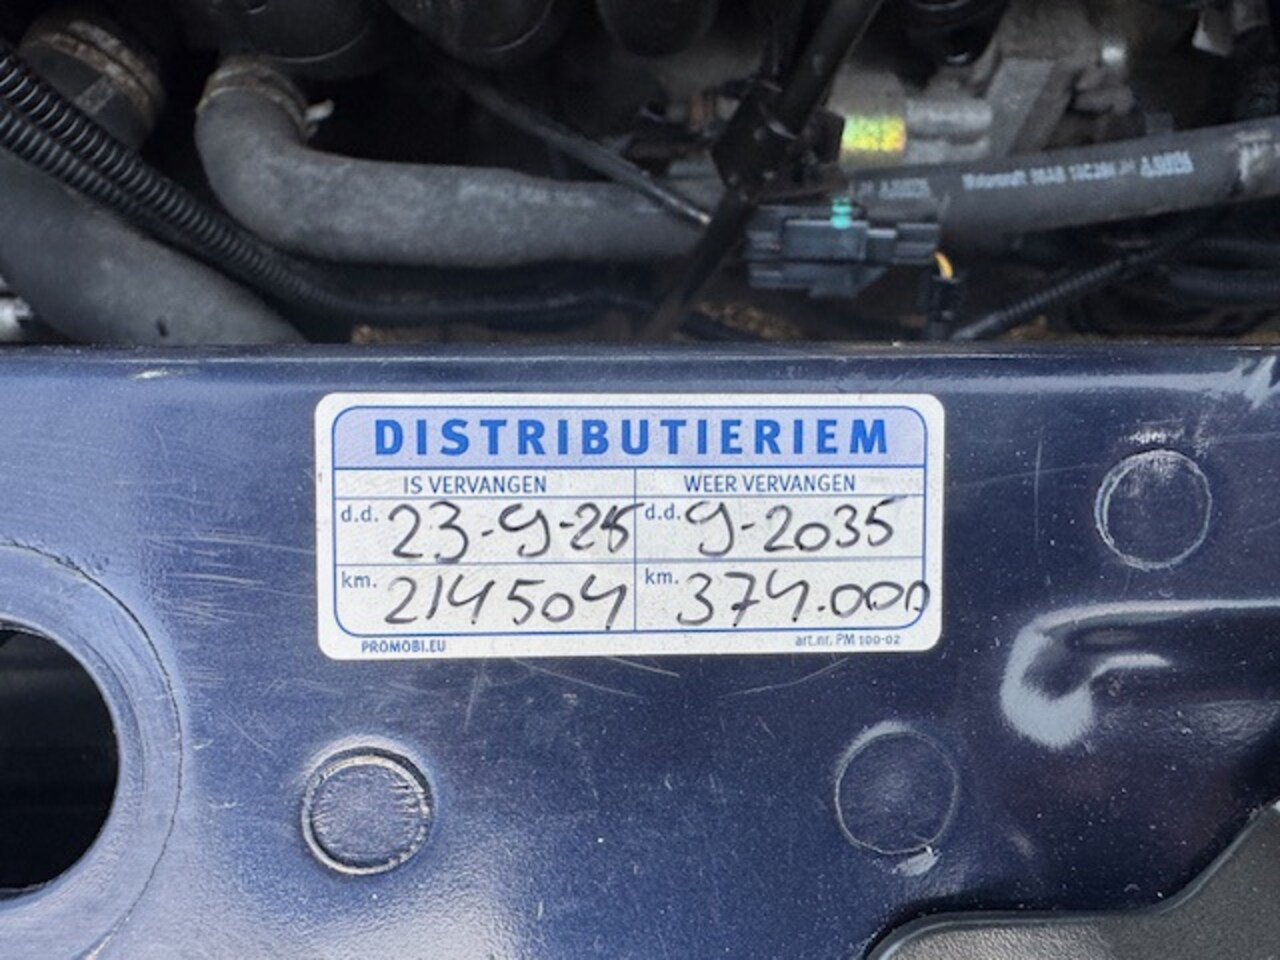 DISTRIBUTIERIEM
IS VERVANGEN WEER VERVANGEN
d.d. 23-9-25 d.d. 9-2035
km. 214504 km. 374.000
PROMOBI.EU art.nr. PM 100-02